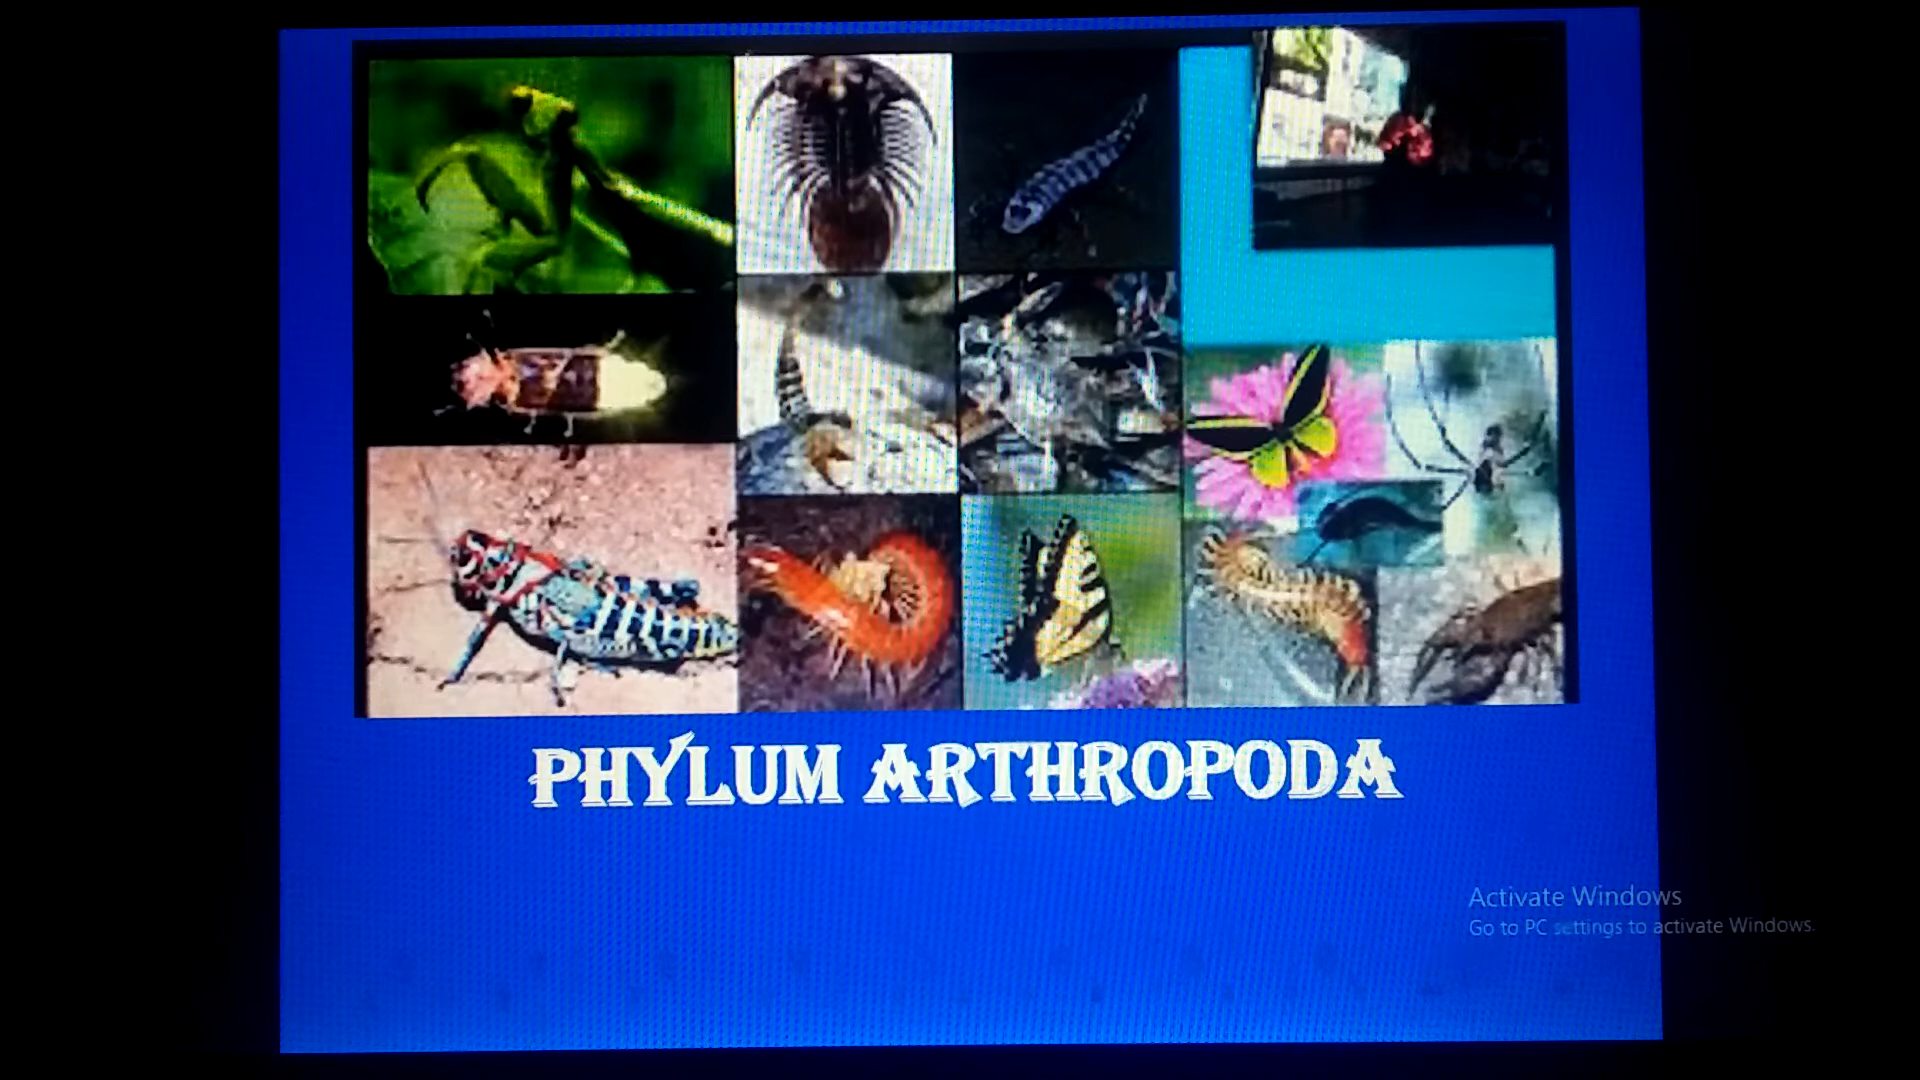 PHYLUM ARTHROPODA
Activate Windows
Go to PC settings to activate Windows.